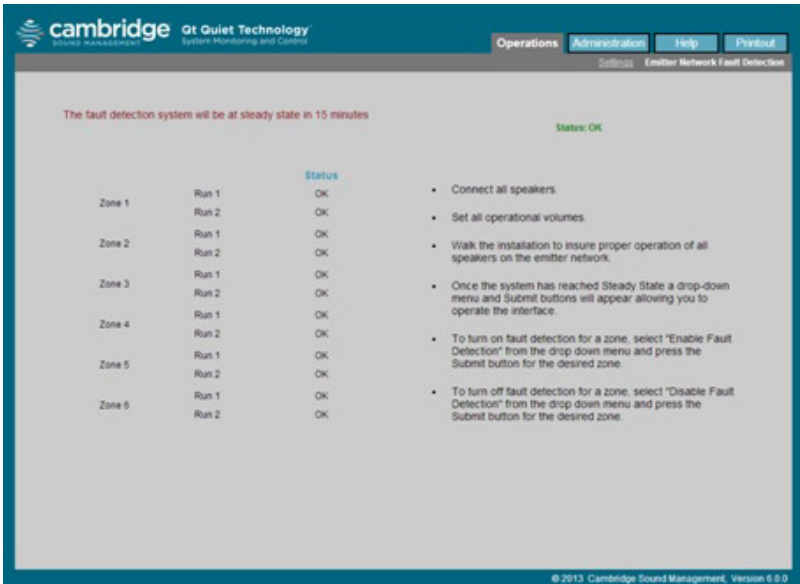 cambridge Qt Quiet Technology
SOUND MANAGEMENT System Monitoring and Control
Operations Administration Help Printout
Settings Emitter Network Fault Detection
The fault detection system will be at steady state in 15 minutes
Status: OK
Status
Zone 1
Run 1 OK
Run 2 OK
Zone 2
Run 1 OK
Run 2 OK
Zone 3
Run 1 OK
Run 2 OK
Zone 4
Run 1 OK
Run 2 OK
Zone 5
Run 1 OK
Run 2 OK
Zone 6
Run 1 OK
Run 2 OK
• Connect all speakers.
• Set all operational volumes.
• Walk the installation to insure proper operation of all
speakers on the emitter network.
• Once the system has reached Steady State a drop-down
menu and Submit buttons will appear allowing you to
operate the interface.
• To turn on fault detection for a zone, select "Enable Fault
Detection" from the drop down menu and press the
Submit button for the desired zone.
• To turn off fault detection for a zone, select "Disable Fault
Detection" from the drop down menu and press the
Submit button for the desired zone.
© 2013 Cambridge Sound Management, Version 6.0.0